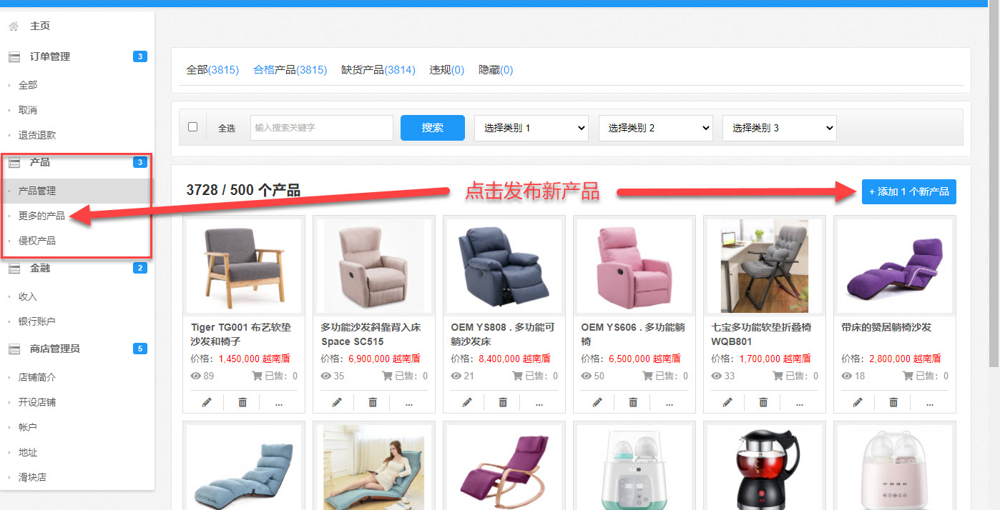 主页
订单管理 3
全部
取消
退货退款
产品 3
产品管理
更多的产品
侵权产品
金融 2
收入
银行账户
商店管理员 5
店铺简介
开设店铺
帐户
地址
滑块店
全部(3815) 合格产品(3815) 缺货产品(3814) 违规(0) 隐藏(0)
全选 输入搜索关键字 搜索 选择类别 1 选择类别 2 选择类别 3
3728 / 500 个产品 点击发布新产品 + 添加 1 个新产品
Tiger TG001 布艺软垫
沙发和椅子
价格：1,450,000 越南盾
89 已售：0
...
多功能沙发斜靠背入床
Space SC515
价格：6,900,000 越南盾
35 已售：0
...
OEM YS808 . 多功能可
躺沙发床
价格：8,400,000 越南盾
21 已售：0
...
OEM YS606 . 多功能躺
椅
价格：6,500,000 越南盾
50 已售：0
...
七宝多功能软垫折叠椅
WQB801
价格：1,700,000 越南盾
33 已售：0
...
带床的赞居躺椅沙发
价格：2,800,000 越南盾
18 已售：0
...